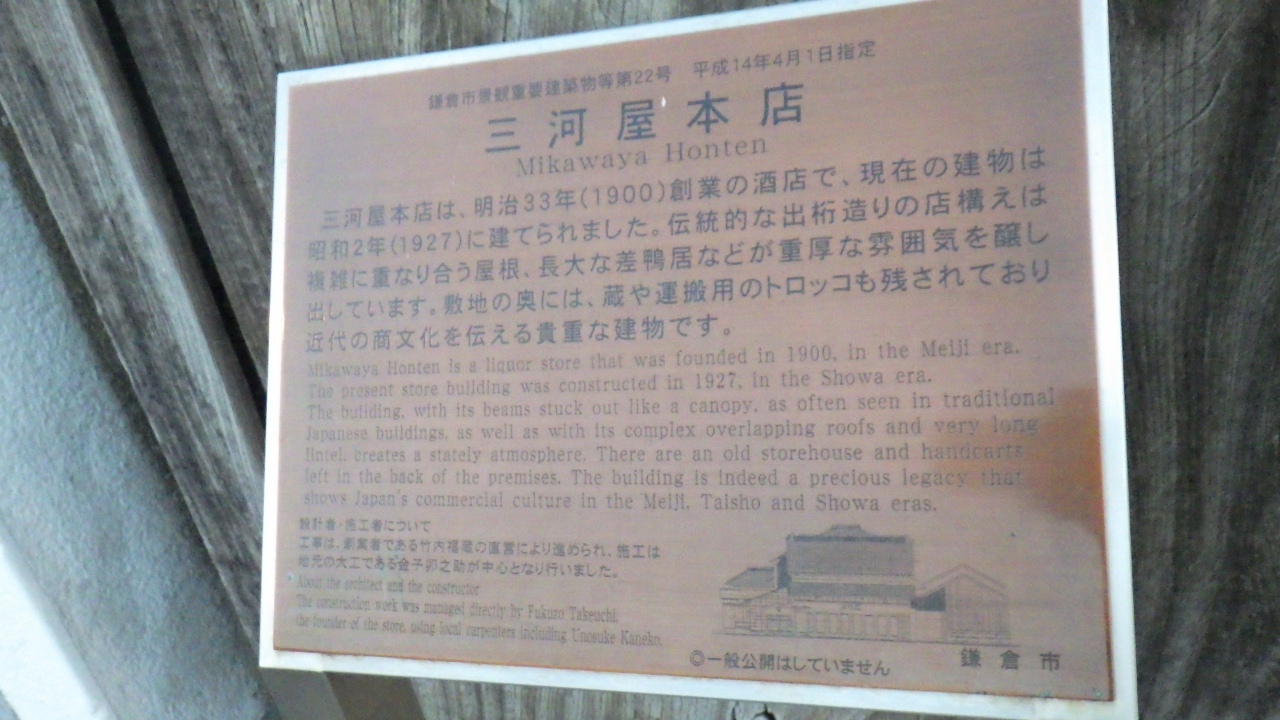 鎌倉市景観重要建築物等第22号　平成14年4月1日指定
三河屋本店
Mikawaya Honten
三河屋本店は、明治33年(1900)創業の酒店で、現在の建物は
昭和2年(1927)に建てられました。伝統的な出桁造りの店構えは
複雑に重なり合う屋根、長大な差鴨居などが重厚な雰囲気を醸し
出しています。敷地の奥には、蔵や運搬用のトロッコも残されており
近代の商文化を伝える貴重な建物です。
Mikawaya Honten is a liquor store that was founded in 1900, in the Meiji era.
The present store building was constructed in 1927, in the Showa era.
The building, with its beams stuck out like a canopy, as often seen in traditional
Japanese buildings, as well as with its complex overlapping roofs and very long
lintel, creates a stately atmosphere. There are an old storehouse and handcarts
left in the back of the premises. The building is indeed a precious legacy that
shows Japan's commercial culture in the Meiji, Taisho and Showa eras.
設計者・施工者について
工事は、創業者である竹内福蔵の直営により進められ、施工は
地元の大工である金子卯之助が中心となり行いました。
About the architect and the constructor
The construction work was managed directly by Fukuzo Takeuchi,
the founder of the store, using local carpenters including Unosuke Kaneko.
◎一般公開はしていません
鎌倉市